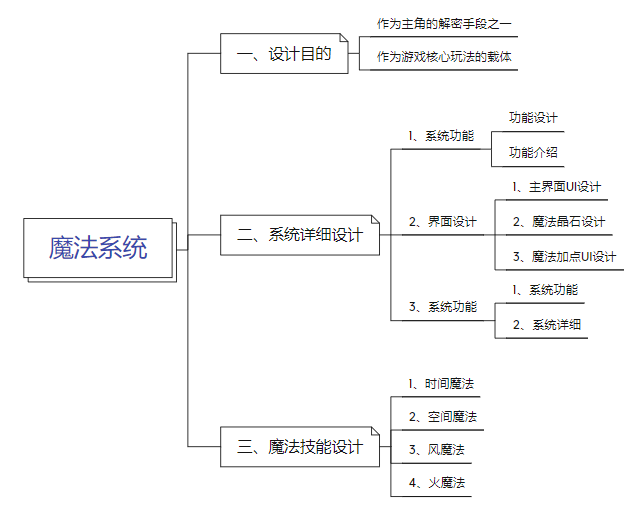 魔法系统
一、设计目的
作为主角的解密手段之一
作为游戏核心玩法的载体
二、系统详细设计
1、系统功能
功能设计
功能介绍
2、界面设计
1、主界面UI设计
2、魔法晶石设计
3、魔法加点UI设计
3、系统功能
1、系统功能
2、系统详细
三、魔法技能设计
1、时间魔法
2、空间魔法
3、风魔法
4、火魔法